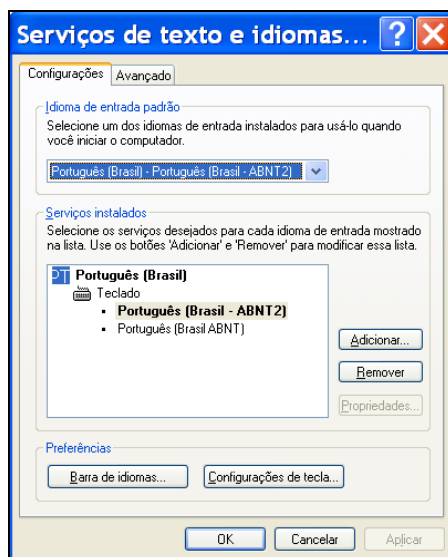 Serviços de texto e idiomas...
Configurações Avançado
Idioma de entrada padrão
Selecione um dos idiomas de entrada instalados para usá-lo quando
você iniciar o computador.
Português (Brasil) - Português (Brasil - ABNT2)
Serviços instalados
Selecione os serviços desejados para cada idioma de entrada mostrado
na lista. Use os botões 'Adicionar' e 'Remover' para modificar essa lista.
PT Português (Brasil)
Teclado
• Português (Brasil - ABNT2)
• Português (Brasil ABNT)
Adicionar...
Remover
Propriedades...
Preferências
Barra de idiomas... Configurações de tecla...
OK Cancelar Aplicar